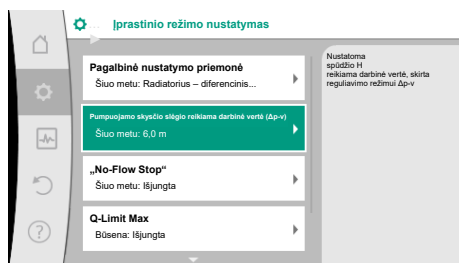 Įprastinio režimo nustatymas
Pagalbinė nustatymo priemonė
Šiuo metu: Radiatorius – diferencinis...
Pumpuojamo skysčio slėgio reikiama darbinė vertė (Δp-v)
Šiuo metu: 6,0 m
„No-Flow Stop“
Šiuo metu: Išjungta
Q-Limit Max
Būsena: Išjungta
Nustatoma
spūdžio H
reikiama darbinė vertė, skirta
reguliavimo režimui Δp-v